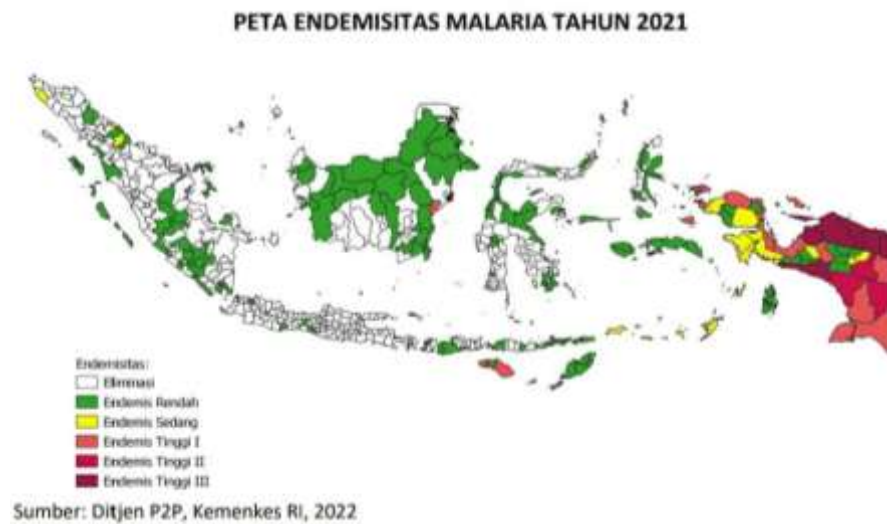 PETA ENDEMISITAS MALARIA TAHUN 2021
Endemisitas:
Eliminasi
Endemis Rendah
Endemis Sedang
Endemis Tinggi I
Endemis Tinggi II
Endemis Tinggi III
Sumber: Ditjen P2P, Kemenkes RI, 2022